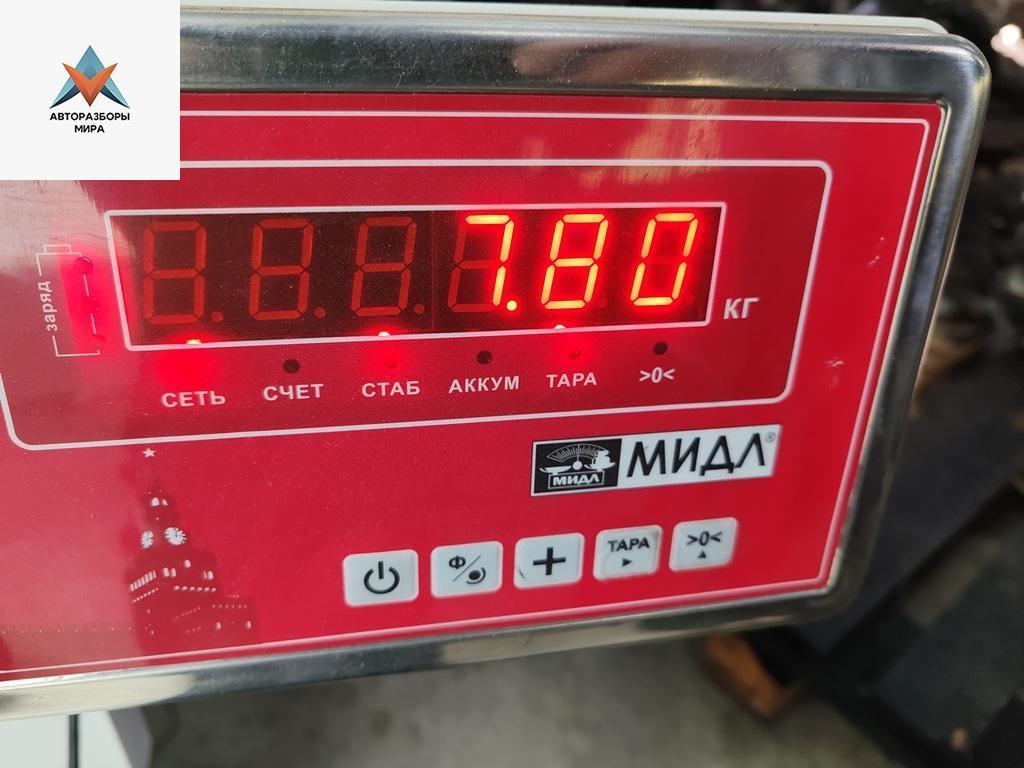 АВТОРАЗБОРЫ
МИРА
заряд
7.80
кг
СЕТЬ СЧЕТ СТАБ АККУМ ТАРА >0<
МИДЛ МИДЛ®
Ф ТАРА >0<